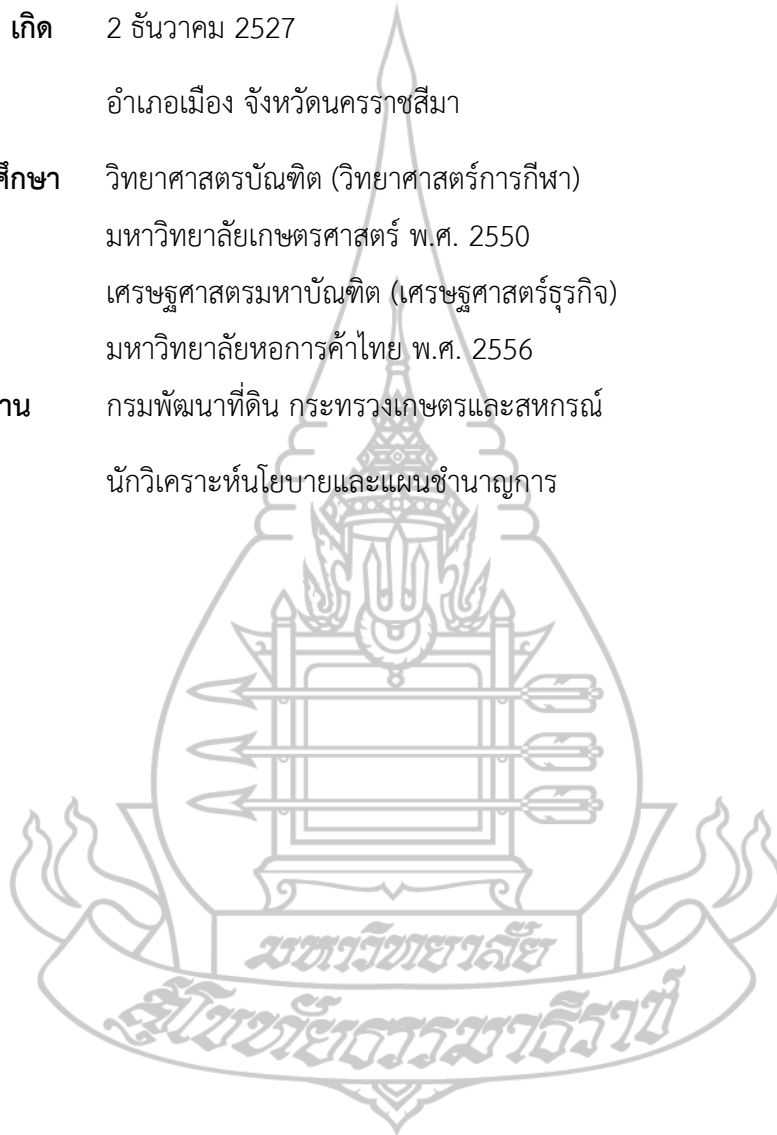 เกิด 2 ธันวาคม 2527
อำเภอเมือง จังหวัดนครราชสีมา
ศึกษา วิทยาศาสตรบัณฑิต (วิทยาศาสตร์การกีฬา)
มหาวิทยาลัยเกษตรศาสตร์ พ.ศ. 2550
เศรษฐศาสตรมหาบัณฑิต (เศรษฐศาสตร์ธุรกิจ)
มหาวิทยาลัยหอการค้าไทย พ.ศ. 2556
าน กรมพัฒนาที่ดิน กระทรวงเกษตรและสหกรณ์
นักวิเคราะห์นโยบายและแผนชำนาญการ
มหาวิทยาลัย
สุโขทัยธรรมาธิราช